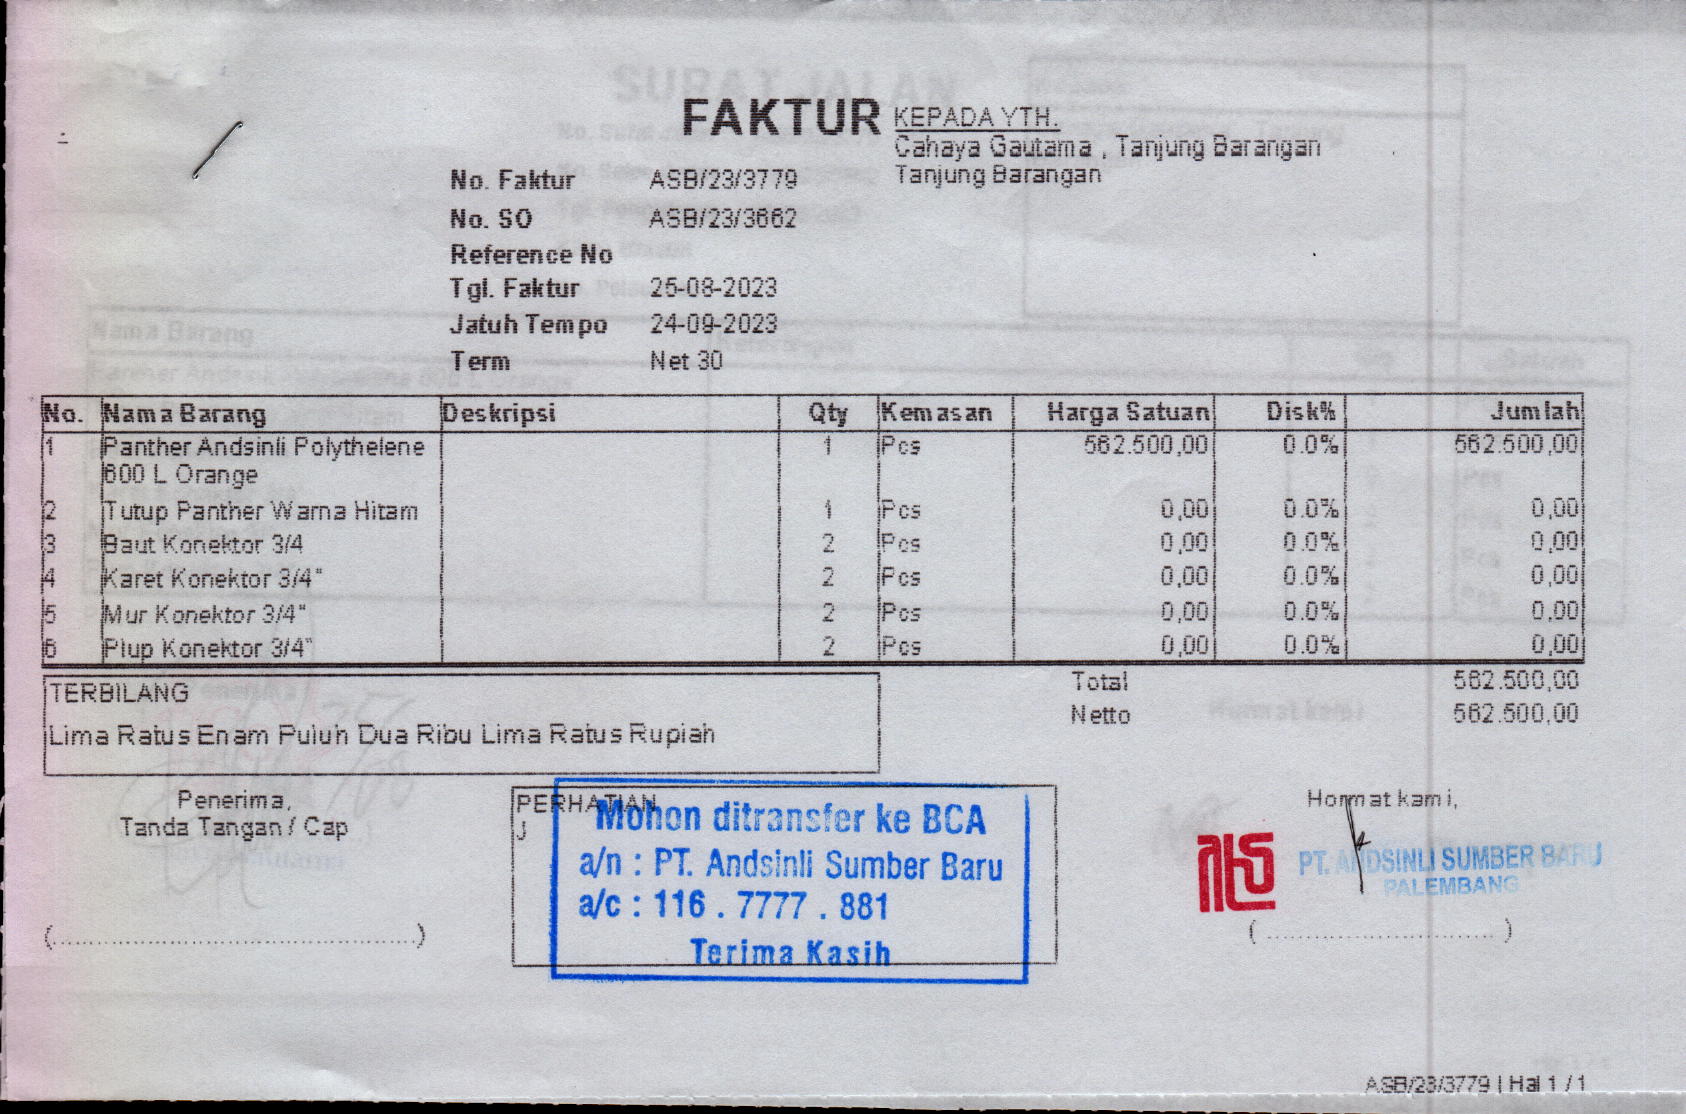 FAKTUR
KEPADA YTH.
Cahaya Gautama , Tanjung Barangan
Tanjung Barangan
No. Faktur ASB/23/3779
No. SO ASB/23/3662
Reference No
Tgl. Faktur 25-08-2023
Jatuh Tempo 24-09-2023
Term Net 30
No. Nama Barang Deskripsi Qty Kemasan Harga Satuan Disk% Jumlah
1 Panther Andsinli Polythelene 1 Pcs 562.500,00 0.0% 562.500,00
600 L Orange
2 Tutup Panther Warna Hitam 1 Pcs 0,00 0.0% 0,00
3 Baut Konektor 3/4 2 Pcs 0,00 0.0% 0,00
4 Karet Konektor 3/4" 2 Pcs 0,00 0.0% 0,00
5 Mur Konektor 3/4" 2 Pcs 0,00 0.0% 0,00
6 Plup Konektor 3/4" 2 Pcs 0,00 0.0% 0,00
Total 562.500,00
Netto 562.500,00
TERBILANG
Lima Ratus Enam Puluh Dua Ribu Lima Ratus Rupiah
Penerima,
Tanda Tangan / Cap
(........................................)
PERHATIAN
J
Mohon ditransfer ke BCA
a/n : PT. Andsinli Sumber Baru
a/c : 116 . 7777 . 881
Terima Kasih
Hormat kami,
PT. ANDSINLI SUMBER BARU
PALEMBANG
( ............................ )
ASB/23/3779 | Hal 1 / 1